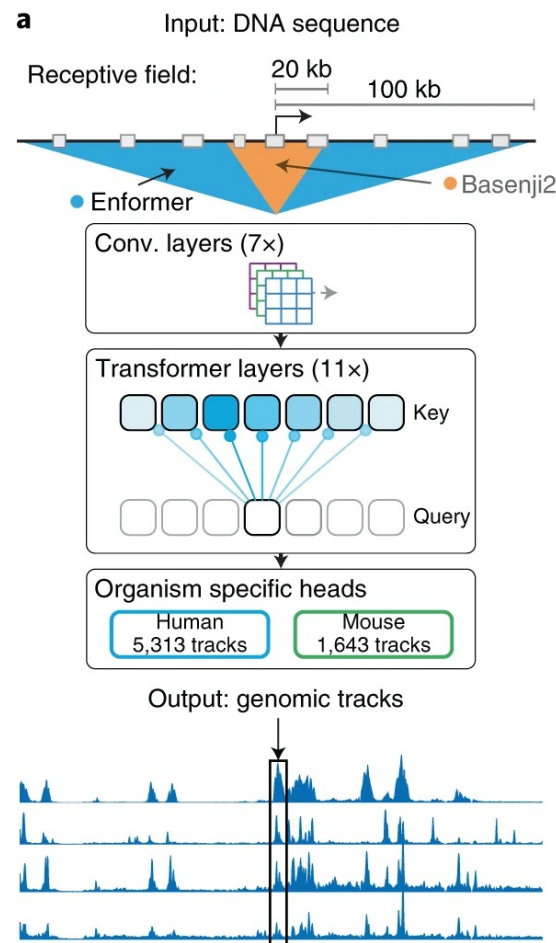 a
Input: DNA sequence
Receptive field:
20 kb
100 kb
Enformer
Basenji2
Conv. layers (7×)
Transformer layers (11×)
Key
Query
Organism specific heads
Human
5,313 tracks
Mouse
1,643 tracks
Output: genomic tracks